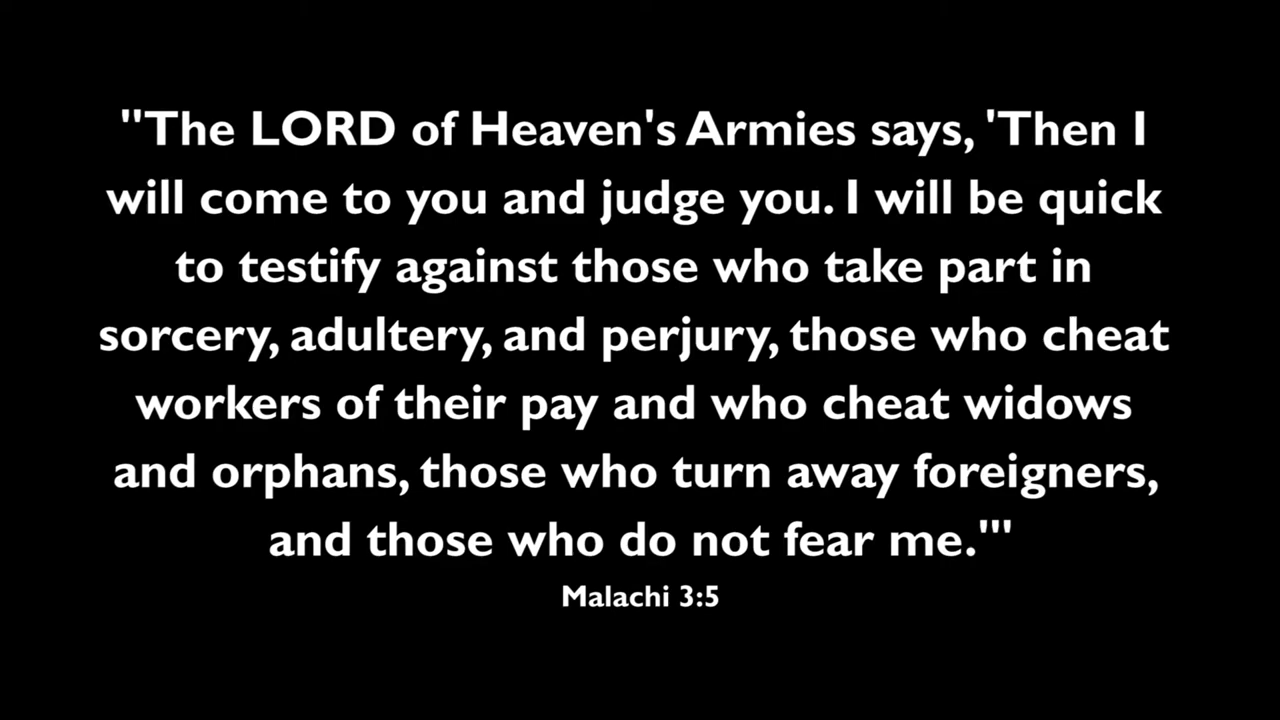 "The LORD of Heaven's Armies says, 'Then I
will come to you and judge you. I will be quick
to testify against those who take part in
sorcery, adultery, and perjury, those who cheat
workers of their pay and who cheat widows
and orphans, those who turn away foreigners,
and those who do not fear me.'"
Malachi 3:5